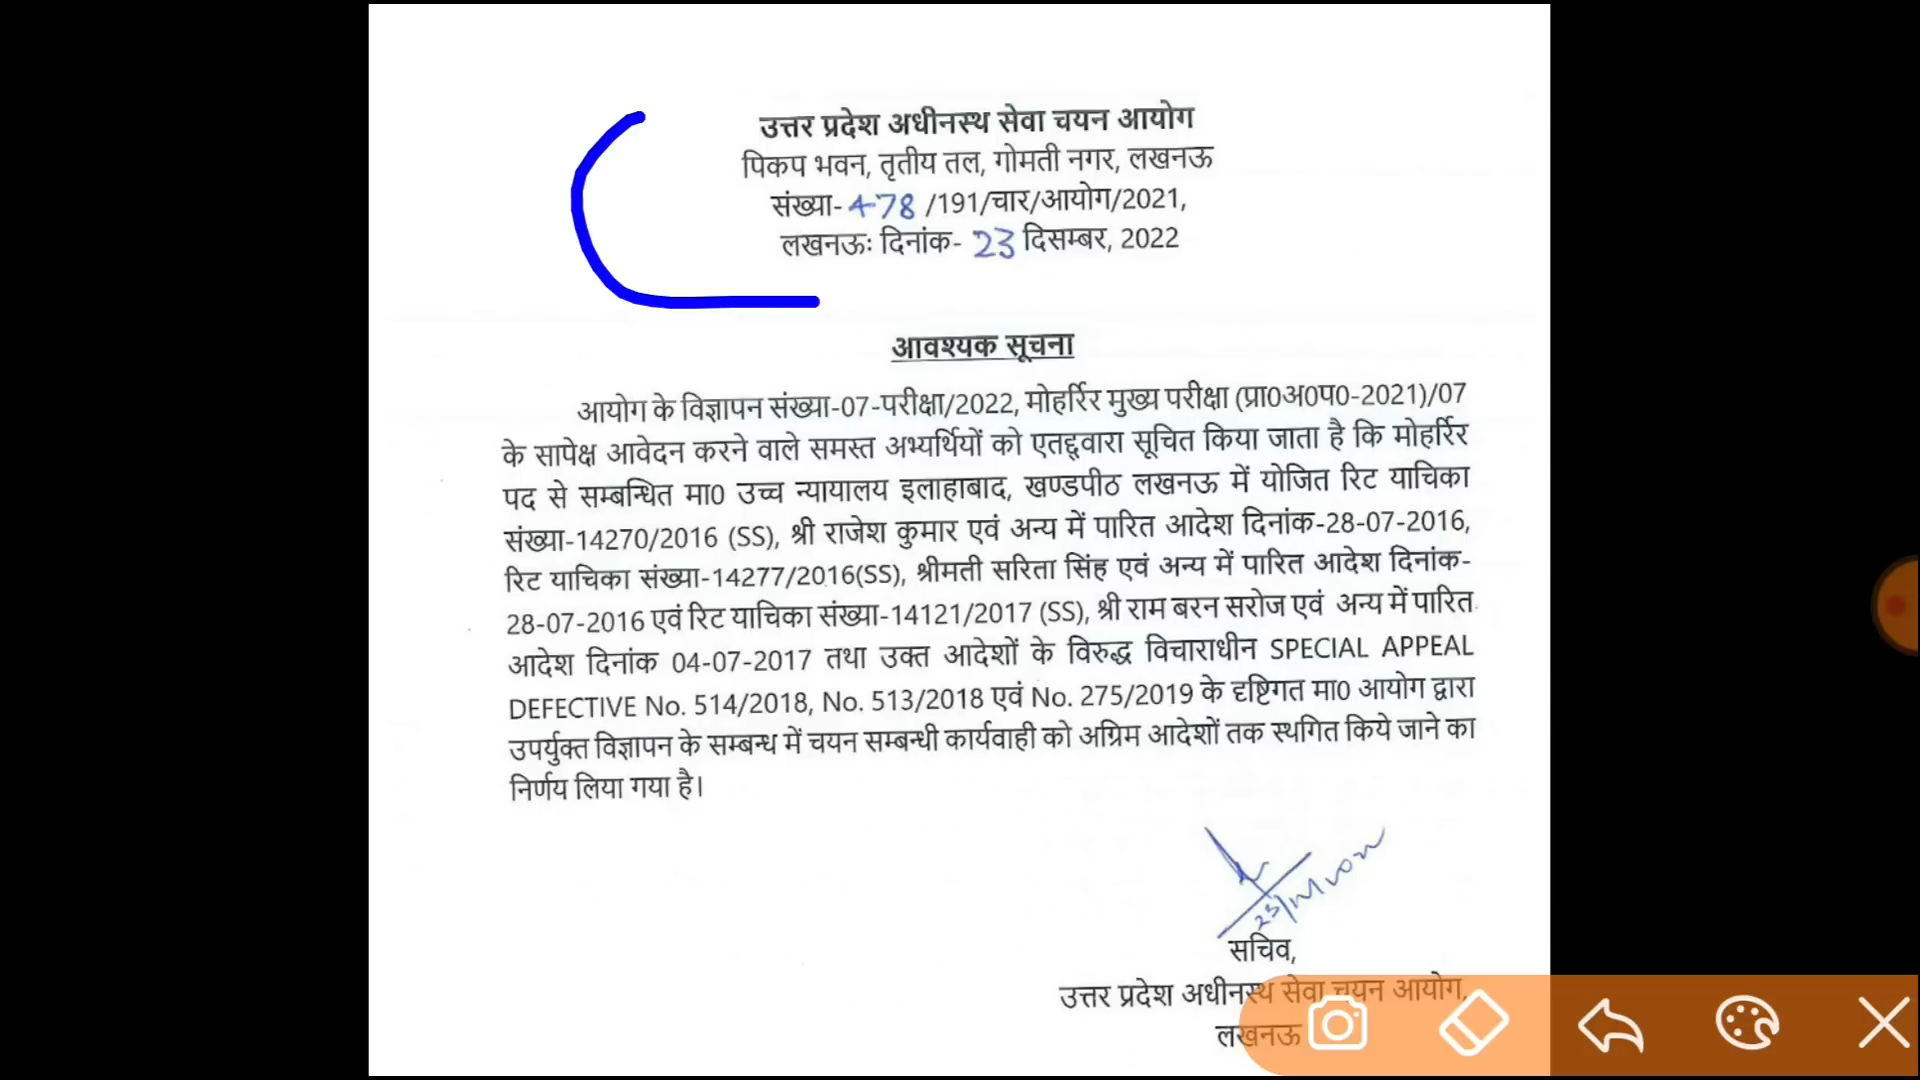 उत्तर प्रदेश अधीनस्थ सेवा चयन आयोग
पिकप भवन, तृतीय तल, गोमती नगर, लखनऊ
संख्या-478 /191/चार/आयोग/2021,
लखनऊः दिनांक- 23 दिसम्बर, 2022
आवश्यक सूचना
आयोग के विज्ञापन संख्या-07-परीक्षा/2022, मोहर्रिर मुख्य परीक्षा (प्रा0अ0प0-2021)/07
के सापेक्ष आवेदन करने वाले समस्त अभ्यर्थियों को एतद्द्वारा सूचित किया जाता है कि मोहर्रिर
पद से सम्बन्धित मा0 उच्च न्यायालय इलाहाबाद, खण्डपीठ लखनऊ में योजित रिट याचिका
संख्या-14270/2016 (SS), श्री राजेश कुमार एवं अन्य में पारित आदेश दिनांक-28-07-2016,
रिट याचिका संख्या-14277/2016(SS), श्रीमती सरिता सिंह एवं अन्य में पारित आदेश दिनांक-
28-07-2016 एवं रिट याचिका संख्या-14121/2017 (SS), श्री राम बरन सरोज एवं अन्य में पारित
आदेश दिनांक 04-07-2017 तथा उक्त आदेशों के विरुद्ध विचाराधीन SPECIAL APPEAL
DEFECTIVE No. 514/2018, No. 513/2018 एवं No. 275/2019 के दृष्टिगत मा0 आयोग द्वारा
उपर्युक्त विज्ञापन के सम्बन्ध में चयन सम्बन्धी कार्यवाही को अग्रिम आदेशों तक स्थगित किये जाने का
निर्णय लिया गया है।
सचिव,
उत्तर प्रदेश अधीनस्थ सेवा चयन आयोग,
लखनऊ